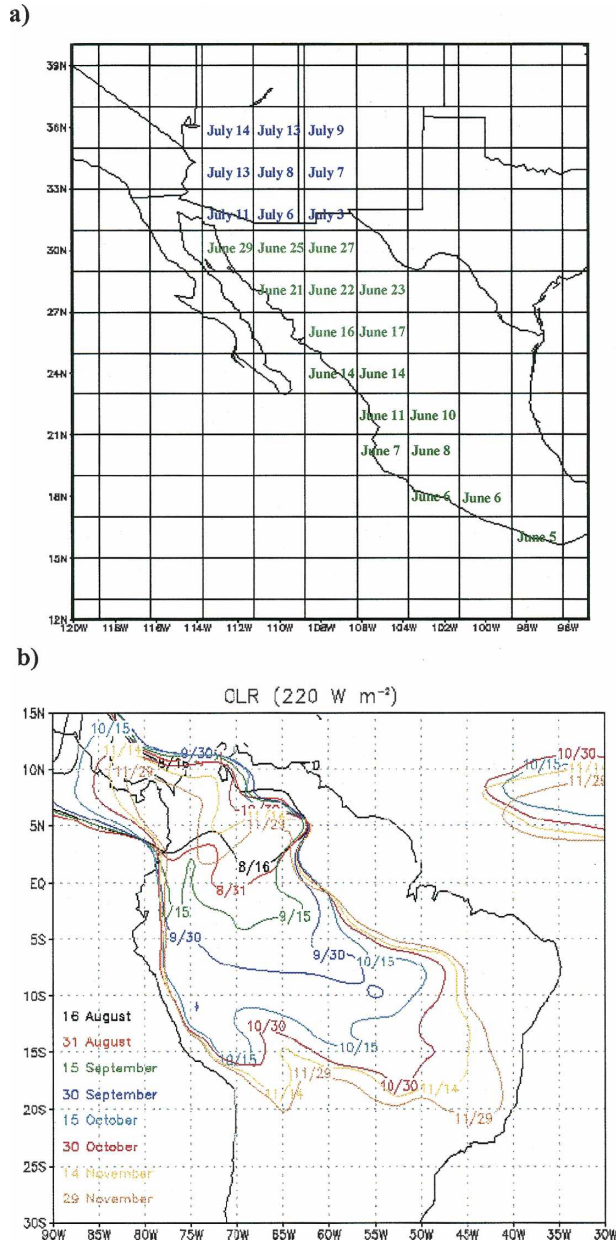 a)
39N
36N
July 14 July 13 July 9
33N
July 13 July 8 July 7
July 11 July 6 July 3
30N
June 29 June 25 June 27
27N
June 21 June 22 June 23
June 16 June 17
24N
June 14 June 14
21N
June 11 June 10
June 7 June 8
18N
June 6 June 6
June 5
15N
12N
120W 118W 116W 114W 112W 110W 108W 106W 104W 102W 100W 98W 96W
b)
OLR (220 W m⁻²)
15N
10/15
11/14
9/30
8/16
11/29
10N
10/30
11/14
11/29
5N
8/16
8/31
EQ
15
9/15
5S
9/30
9/30
10/15
10S
10/30
10/15
15S
10/15
11/29
10/30
11/14
11/14
20S
11/29
25S
30S
10/30
10/15
11/14
11/29
16 August
31 August
15 September
30 September
15 October
30 October
14 November
29 November
90W 85W 80W 75W 70W 65W 60W 55W 50W 45W 40W 35W 30W